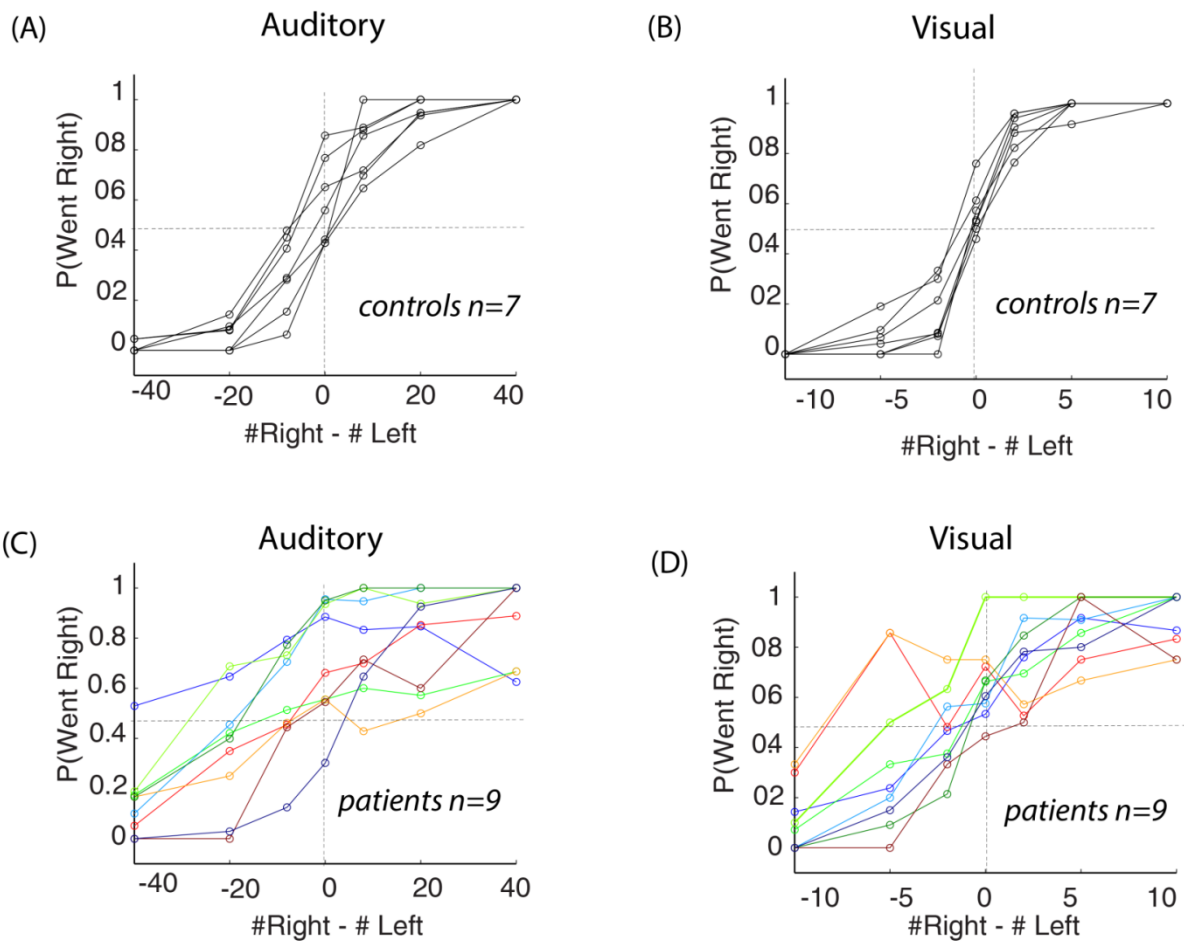 (A)
Auditory
P(Went Right)
1
08
06
04
02
0
controls n=7
-40 -20 0 20 40
#Right - # Left
(B)
Visual
P(Went Right)
1
08
06
04
02
0
controls n=7
-10 -5 0 5 10
#Right - # Left
(C)
Auditory
P(Went Right)
1
0.8
0.6
0.4
0.2
0
patients n=9
-40 -20 0 20 40
#Right - # Left
(D)
Visual
P(Went Right)
1
08
06
04
02
0
patients n=9
-10 -5 0 5 10
#Right - # Left